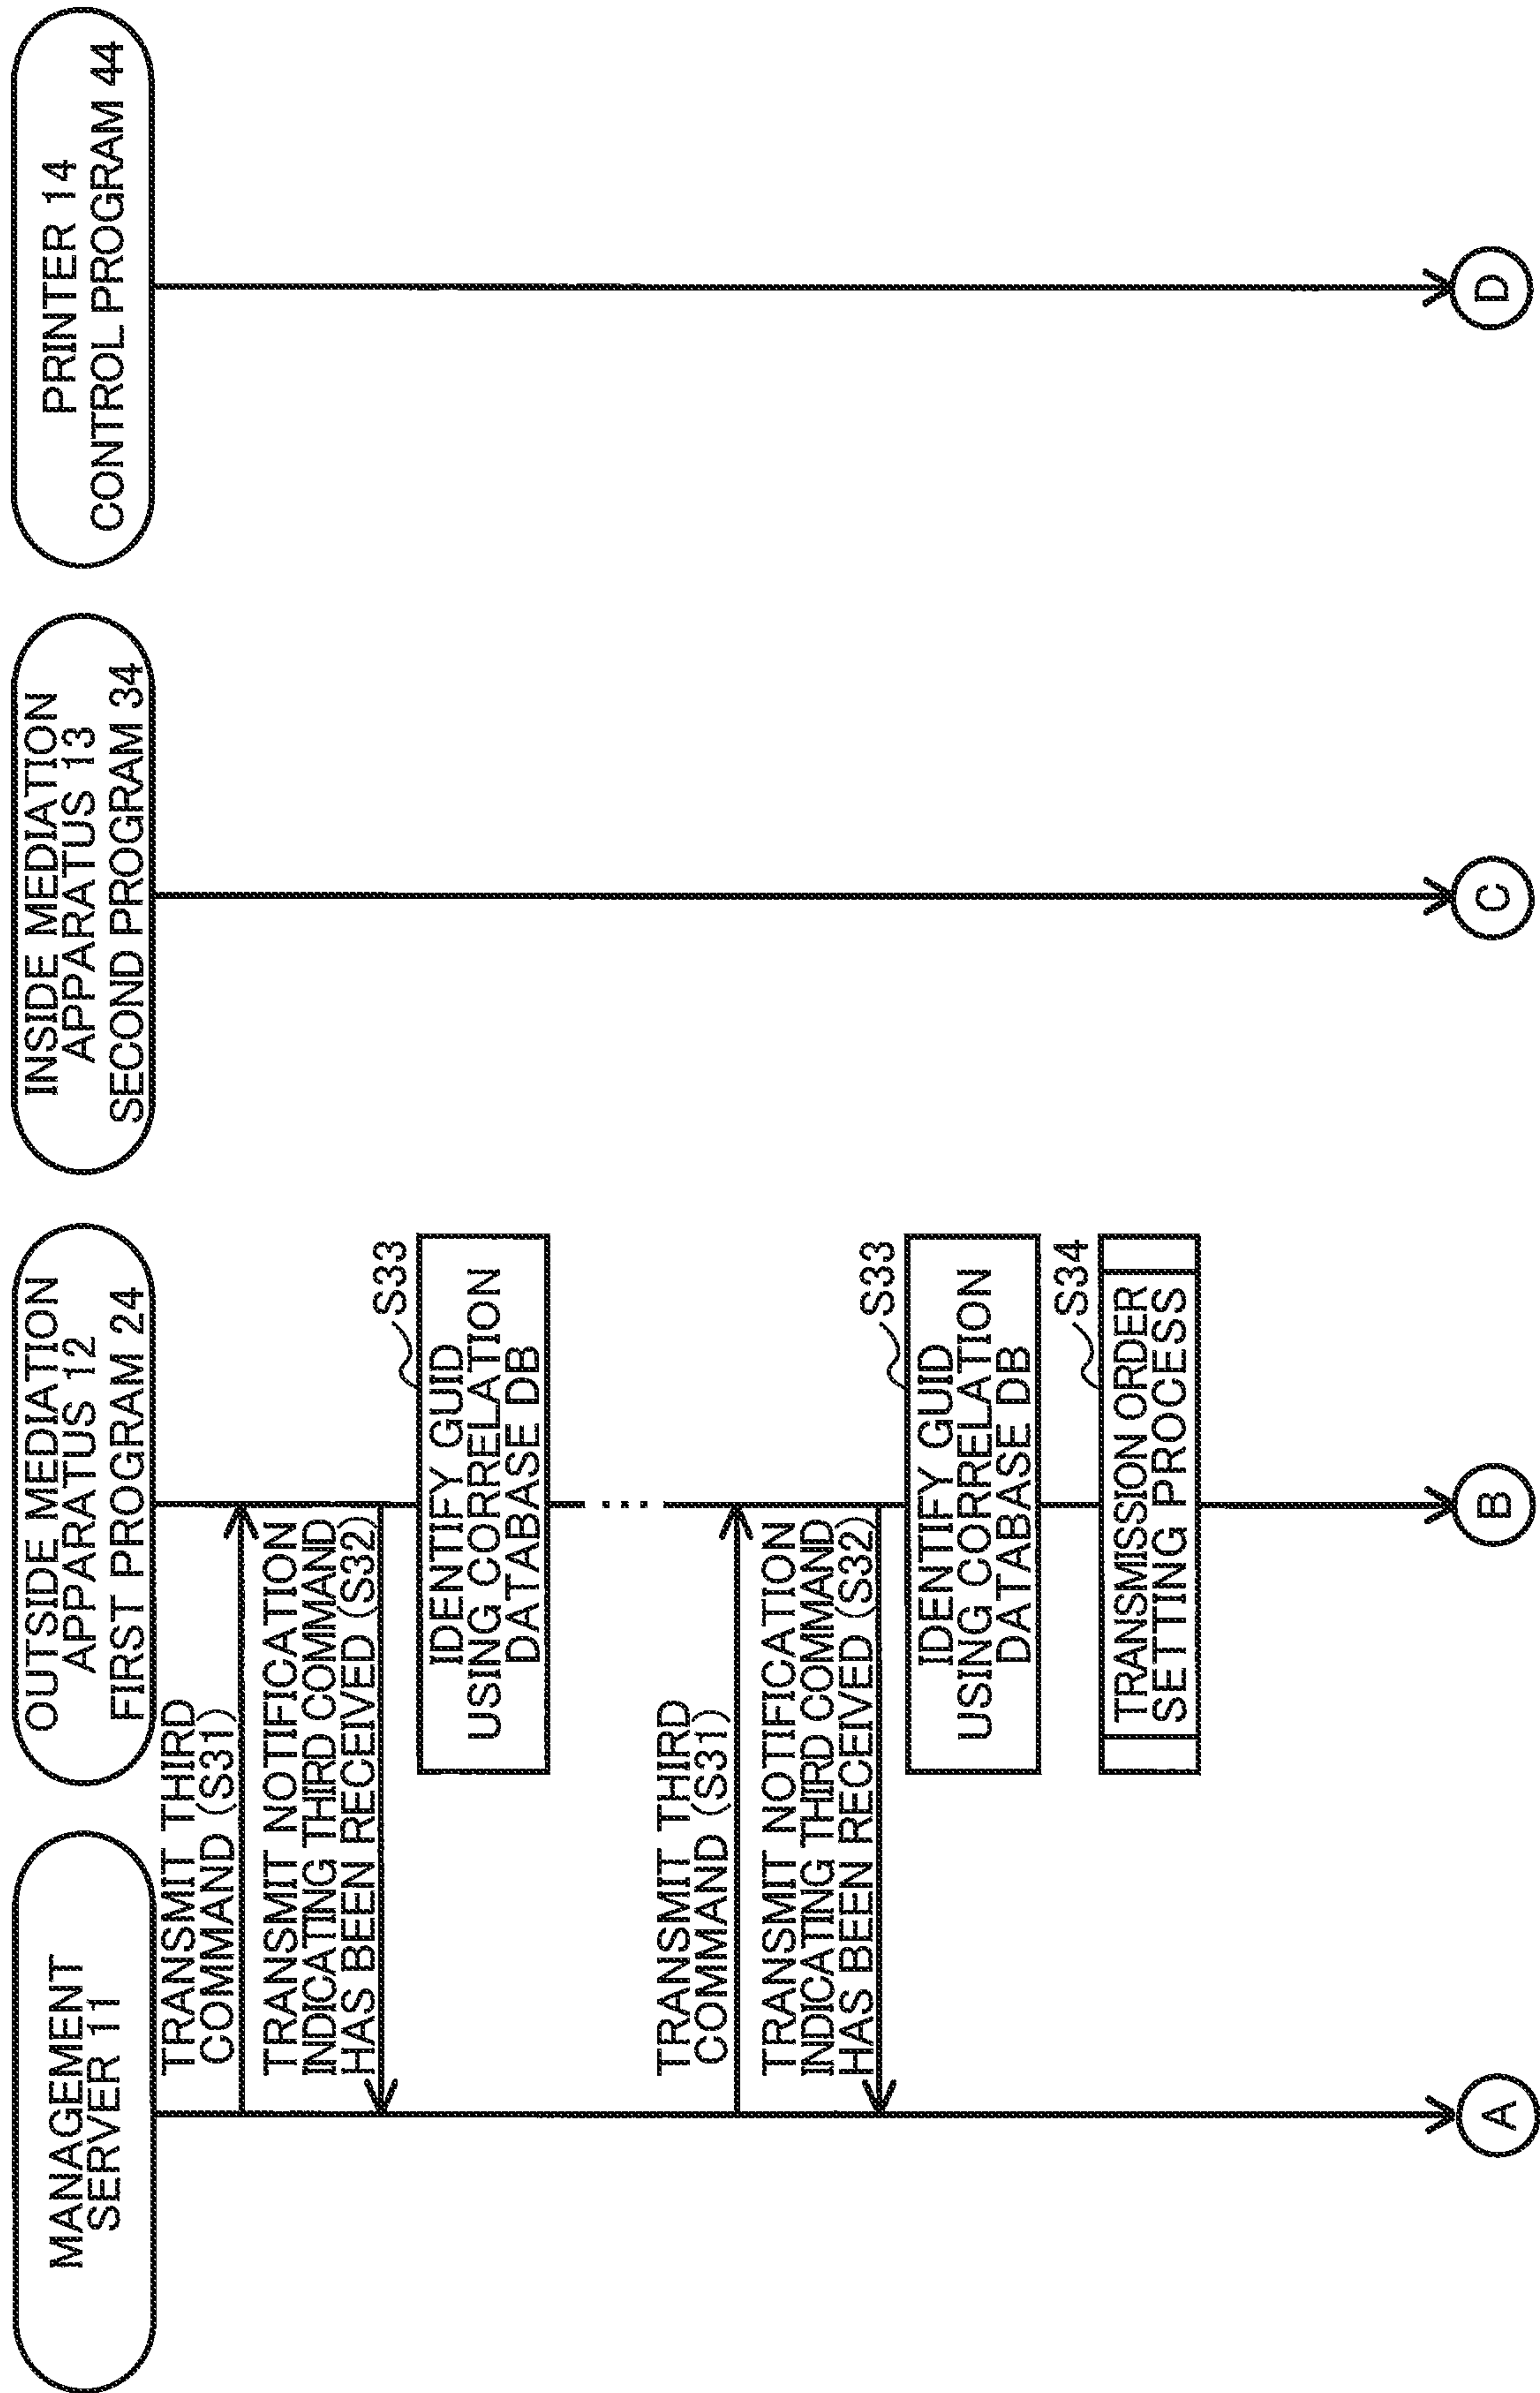 MANAGEMENT
SERVER 11
OUTSIDE MEDIATION
APPARATUS 12
FIRST PROGRAM 24
INSIDE MEDIATION
APPARATUS 13
SECOND PROGRAM 34
PRINTER 14
CONTROL PROGRAM 44
TRANSMIT THIRD
COMMAND (S31)
TRANSMIT NOTIFICATION
INDICATING THIRD COMMAND
HAS BEEN RECEIVED (S32)
S33
IDENTIFY GUID
USING CORRELATION
DATABASE DB
TRANSMIT THIRD
COMMAND (S31)
TRANSMIT NOTIFICATION
INDICATING THIRD COMMAND
HAS BEEN RECEIVED (S32)
S33
IDENTIFY GUID
USING CORRELATION
DATABASE DB
S34
TRANSMISSION ORDER
SETTING PROCESS
A
B
C
D